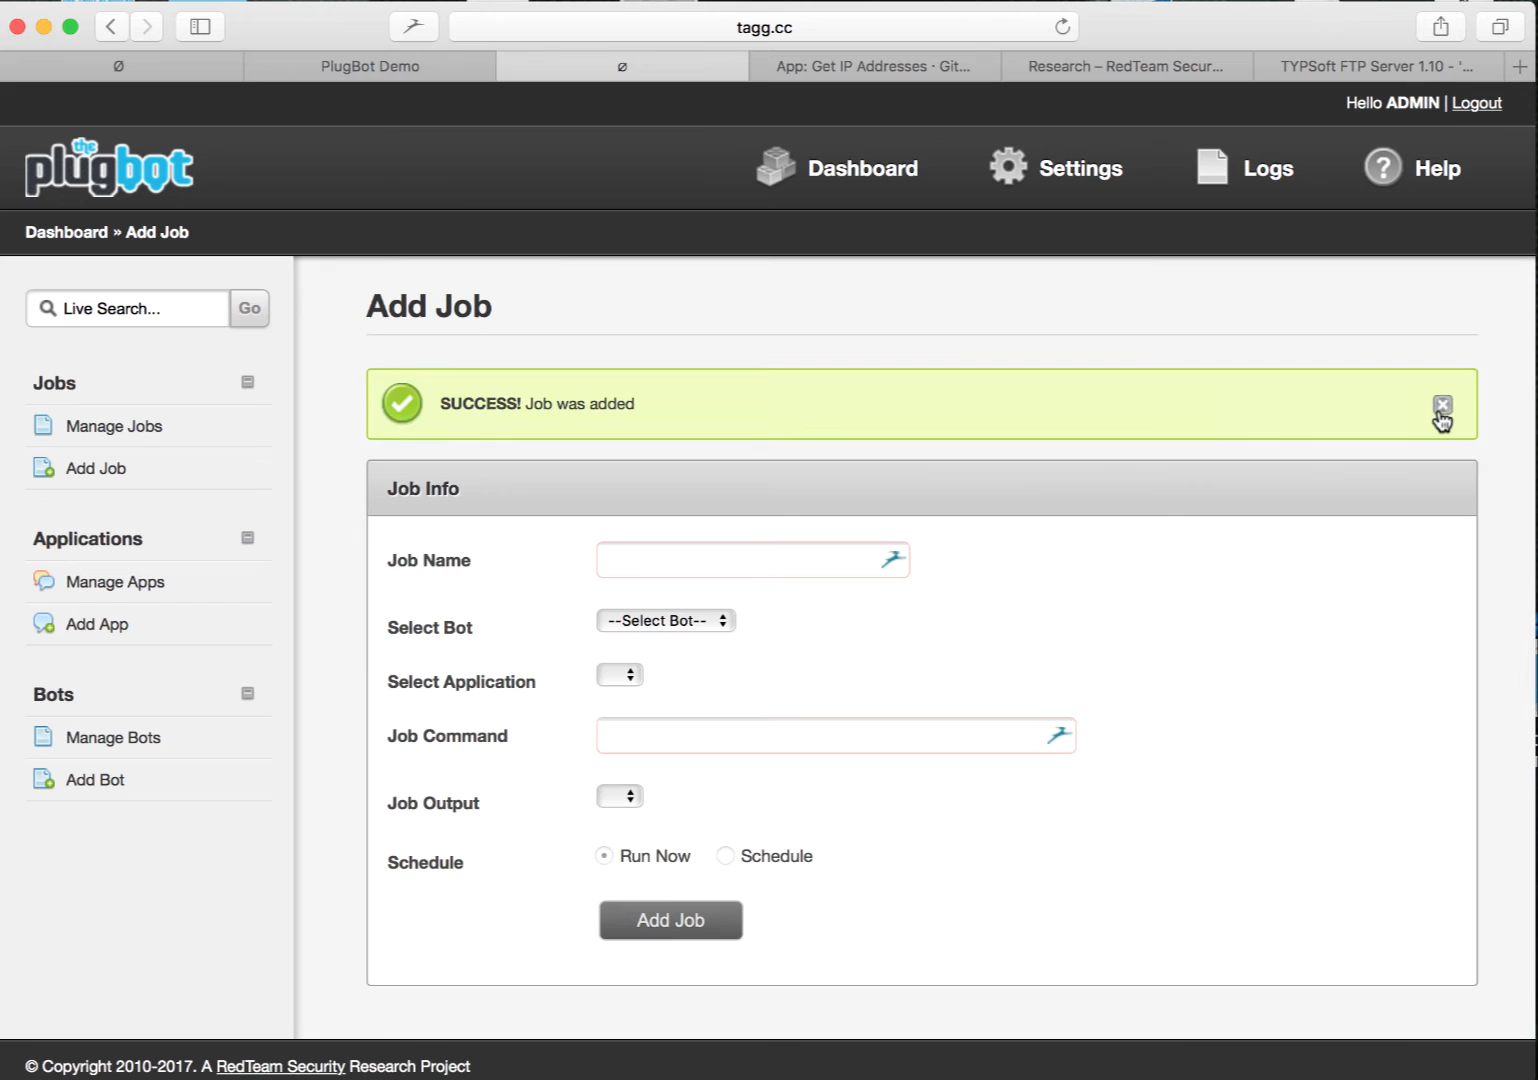 tagg.cc
Ø
PlugBot Demo
Ø
App: Get IP Addresses · Git...
Research – RedTeam Secur...
TYPSoft FTP Server 1.10 - '...
Hello ADMIN | Logout
the plugbot
Dashboard
Settings
Logs
? Help
Dashboard » Add Job
Live Search...
Go
Add Job
SUCCESS! Job was added
Jobs
Manage Jobs
Add Job
Applications
Manage Apps
Add App
Bots
Manage Bots
Add Bot
Job Info
Job Name
Select Bot
--Select Bot--
Select Application
Job Command
Job Output
Schedule
Run Now
Schedule
Add Job
© Copyright 2010-2017. A RedTeam Security Research Project